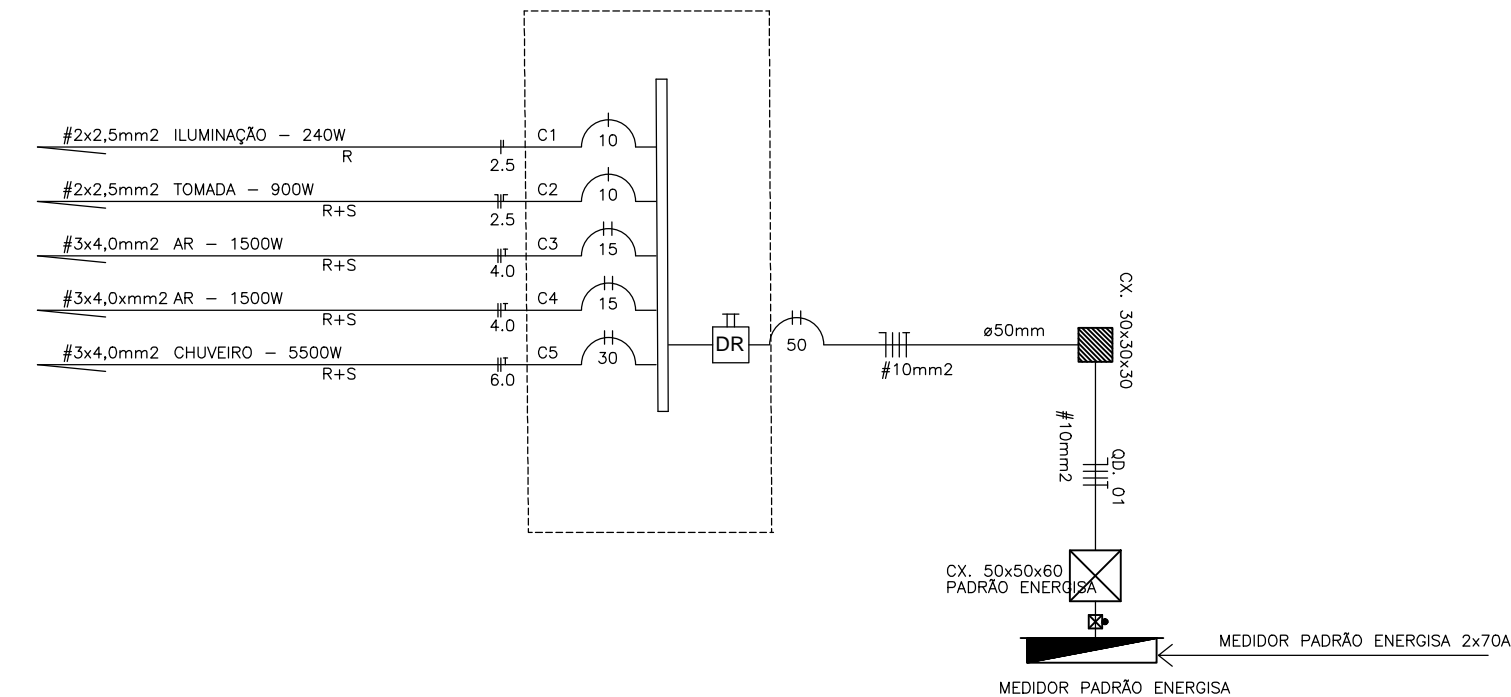 #2x2,5mm2 ILUMINAÇÃO - 240W
R
2.5
C1
10
#2x2,5mm2 TOMADA - 900W
R+S
2.5
C2
10
#3x4,0mm2 AR - 1500W
R+S
4.0
C3
15
#3x4,0xmm2 AR - 1500W
R+S
4.0
C4
15
#3x4,0mm2 CHUVEIRO - 5500W
R+S
6.0
C5
30
DR
50
#10mm2
ø50mm
CX. 30x30x30
#10mm2
QD. 01
CX. 50x50x60
PADRÃO ENERGISA
MEDIDOR PADRÃO ENERGISA 2x70A
MEDIDOR PADRÃO ENERGISA